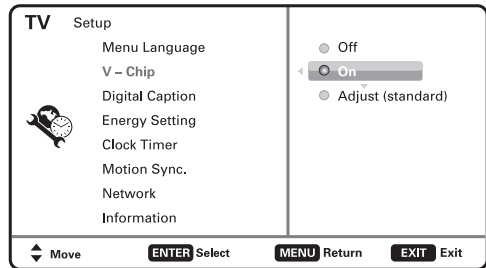 TV Setup
Menu Language
V – Chip
Digital Caption
Energy Setting
Clock Timer
Motion Sync.
Network
Information
Off
On
Adjust (standard)
Move ENTER Select MENU Return EXIT Exit